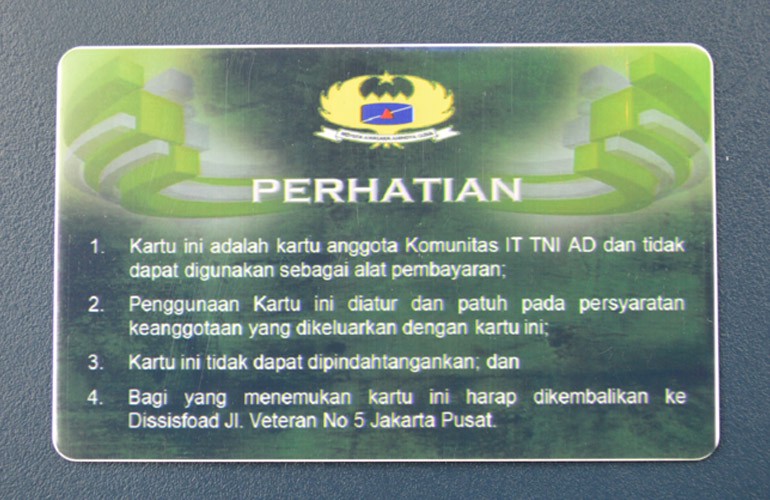 PERHATIAN
1. Kartu ini adalah kartu anggota Komunitas IT TNI AD dan tidak
dapat digunakan sebagai alat pembayaran;
2. Penggunaan Kartu ini diatur dan patuh pada persyaratan
keanggotaan yang dikeluarkan dengan kartu ini;
3. Kartu ini tidak dapat dipindahtangankan; dan
4. Bagi yang menemukan kartu ini harap dikembalikan ke
Dissisfoad Jl. Veteran No 5 Jakarta Pusat.